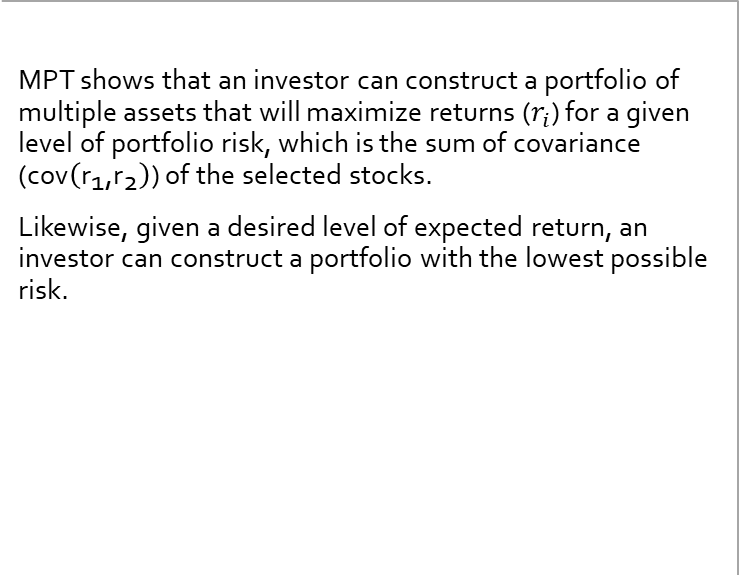 MPT shows that an investor can construct a portfolio of
multiple assets that will maximize returns (rᵢ) for a given
level of portfolio risk, which is the sum of covariance
(cov(r₁,r₂)) of the selected stocks.
Likewise, given a desired level of expected return, an
investor can construct a portfolio with the lowest possible
risk.